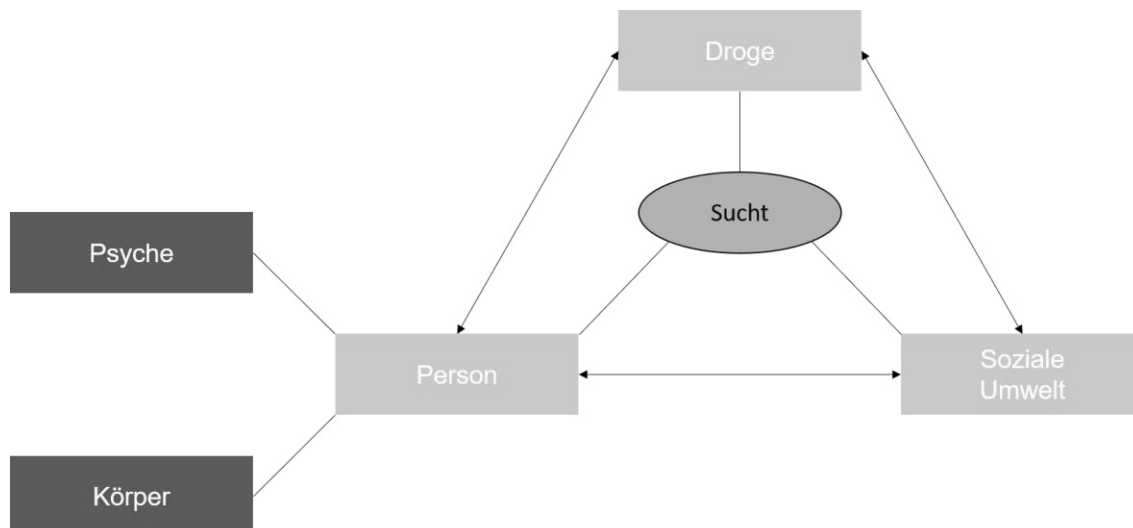 Droge
Sucht
Psyche
Person
Soziale
Umwelt
Körper